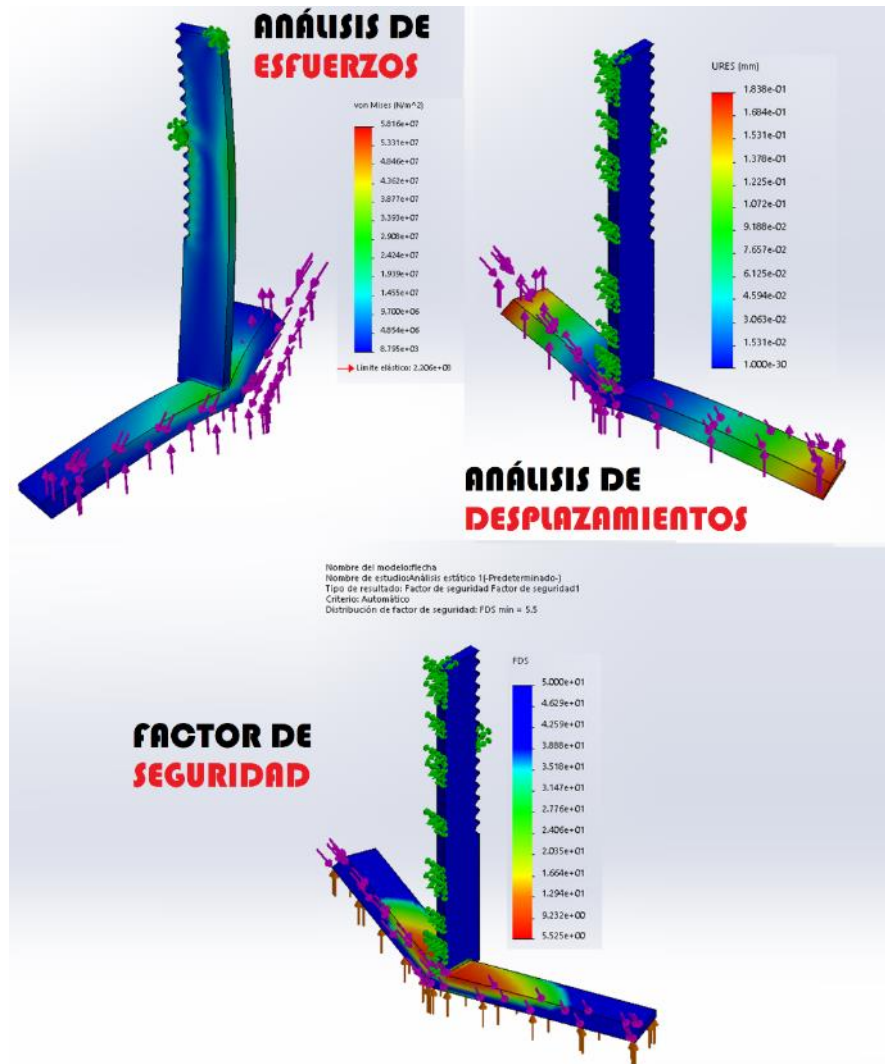 ANÁLISIS DE
ESFUERZOS
von Mises (N/m^2)
5.816e+07
5.331e+07
4.846e+07
4.362e+07
3.877e+07
3.393e+07
2.908e+07
2.424e+07
1.939e+07
1.455e+07
9.700e+06
4.854e+06
8.795e+03
Límite elástico: 2.206e+08
URES (mm)
1.838e-01
1.684e-01
1.531e-01
1.378e-01
1.225e-01
1.072e-01
9.188e-02
7.657e-02
6.125e-02
4.594e-02
3.063e-02
1.531e-02
1.000e-30
ANÁLISIS DE
DESPLAZAMIENTOS
Nombre del modelo:flecha
Nombre de estudio:Análisis estático 1(-Predeterminado-)
Tipo de resultado: Factor de seguridad Factor de seguridad1
Criterio: Automático
Distribución de factor de seguridad: FDS mín = 5.5
FACTOR DE
SEGURIDAD
FDS
5.000e+01
4.629e+01
4.259e+01
3.888e+01
3.518e+01
3.147e+01
2.776e+01
2.406e+01
2.035e+01
1.664e+01
1.294e+01
9.232e+00
5.525e+00